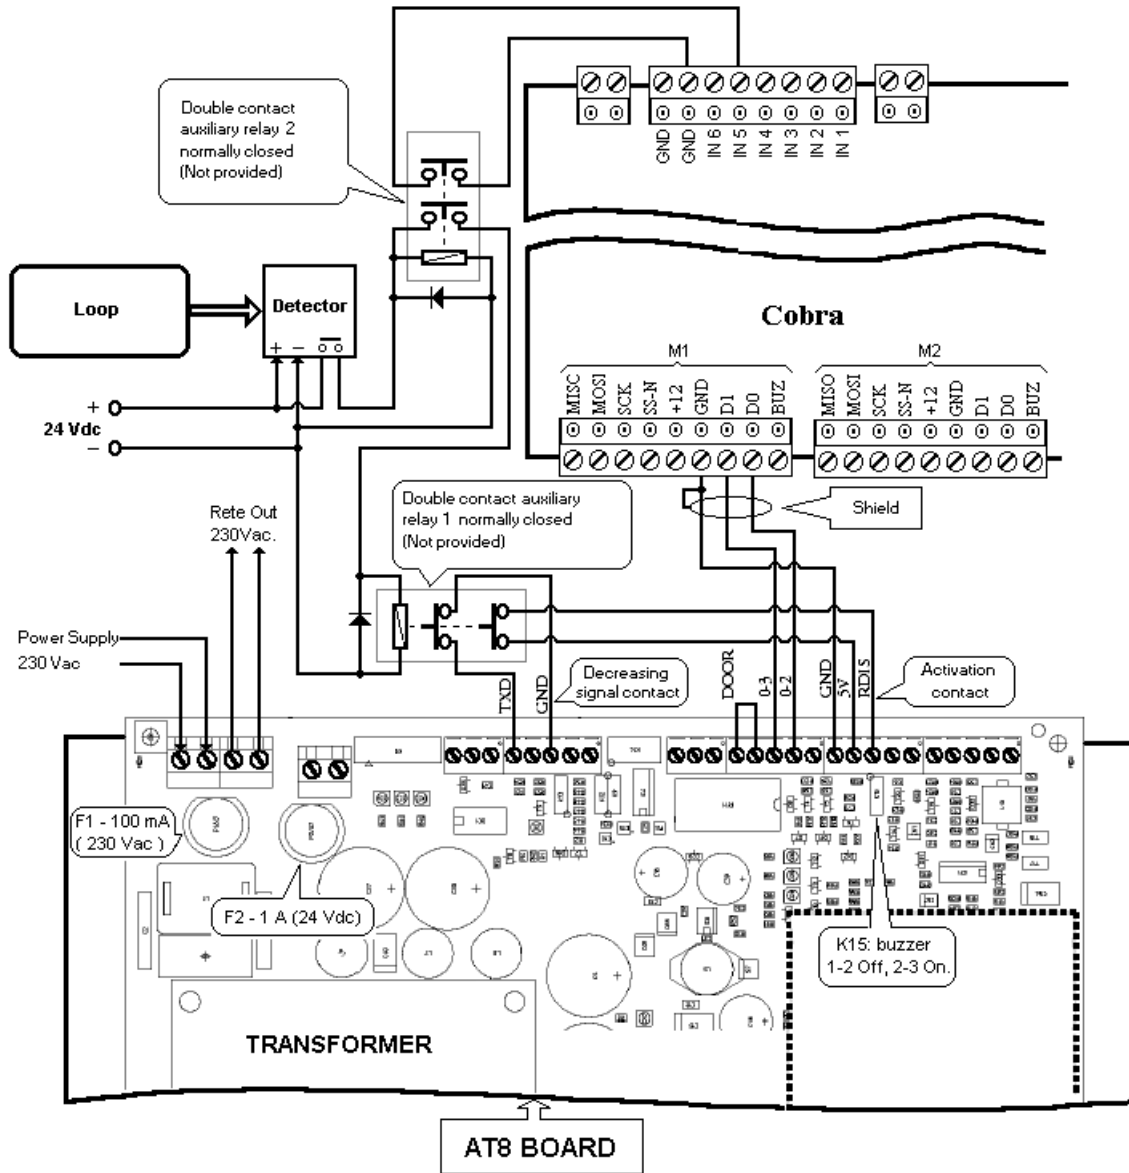 Double contact
auxiliary relay 2
normally closed
(Not provided)
GND
GND
IN 6
IN 5
IN 4
IN 3
IN 2
IN 1
Loop
Detector
+ −
+
24 Vdc
−
Cobra
M1
M2
MISC
MOSI
SCK
SS-N
+12
GND
D1
D0
BUZ
MISO
MOSI
SCK
SS-N
+12
GND
D1
D0
BUZ
Shield
Double contact auxiliary
relay 1 normally closed
(Not provided)
Rete Out
230Vac.
Power Supply
230 Vac
TXD
GND
Decreasing
signal contact
DOOR
0-3
0-2
GND
5V
RDIS
Activation
contact
F1 - 100 mA
( 230 Vac )
F2 - 1 A (24 Vdc)
K15: buzzer
1-2 Off, 2-3 On.
TRANSFORMER
AT8 BOARD